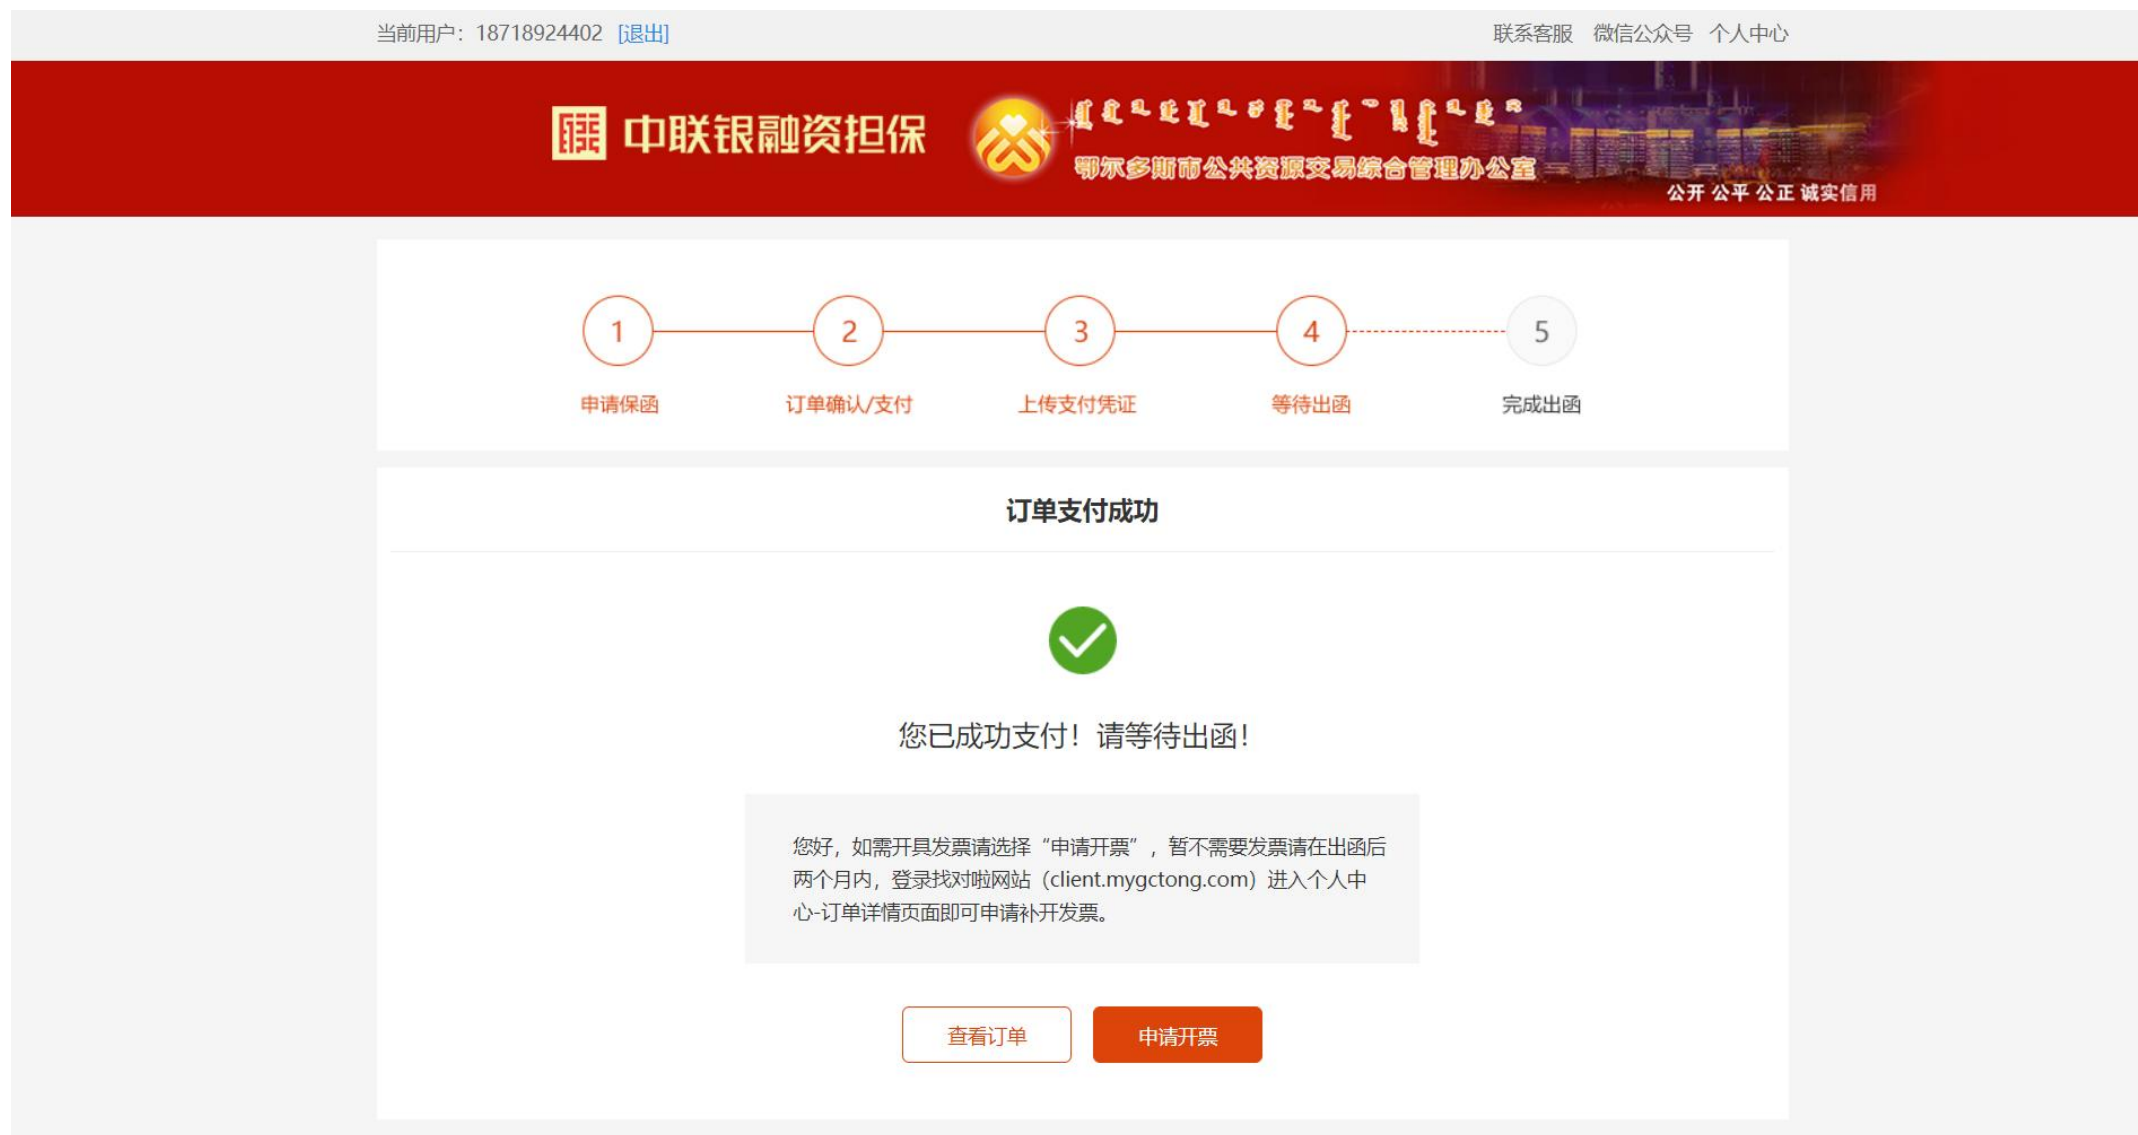 当前用户：18718924402 [退出]
联系客服 微信公众号 个人中心
中联银融资担保
鄂尔多斯市公共资源交易综合管理办公室
公开 公平 公正 诚实信用
1 2 3 4 5
申请保函 订单确认/支付 上传支付凭证 等待出函 完成出函
订单支付成功
您已成功支付！请等待出函！
您好，如需开具发票请选择“申请开票”，暂不需要发票请在出函后
两个月内，登录找对啦网站（client.mygctong.com）进入个人中
心-订单详情页面即可申请补开发票。
查看订单 申请开票